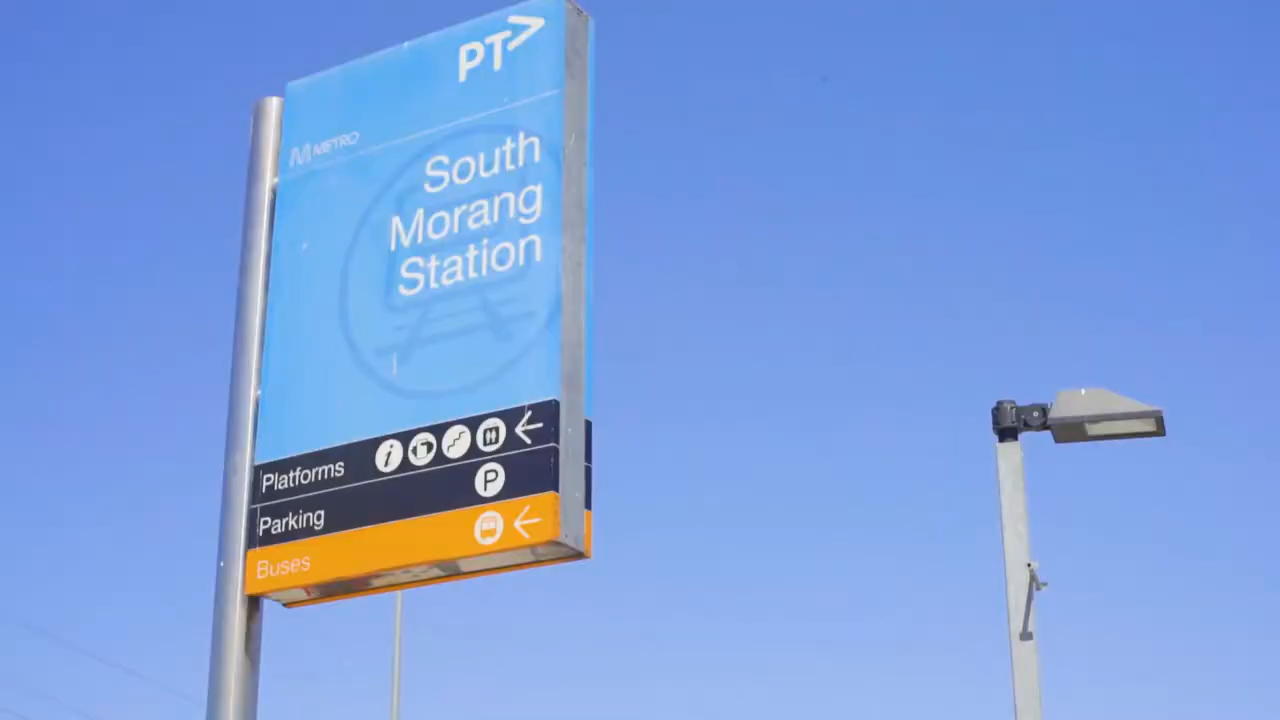 PT>
METRO
South
Morang
Station
Platforms
Parking
P
Buses